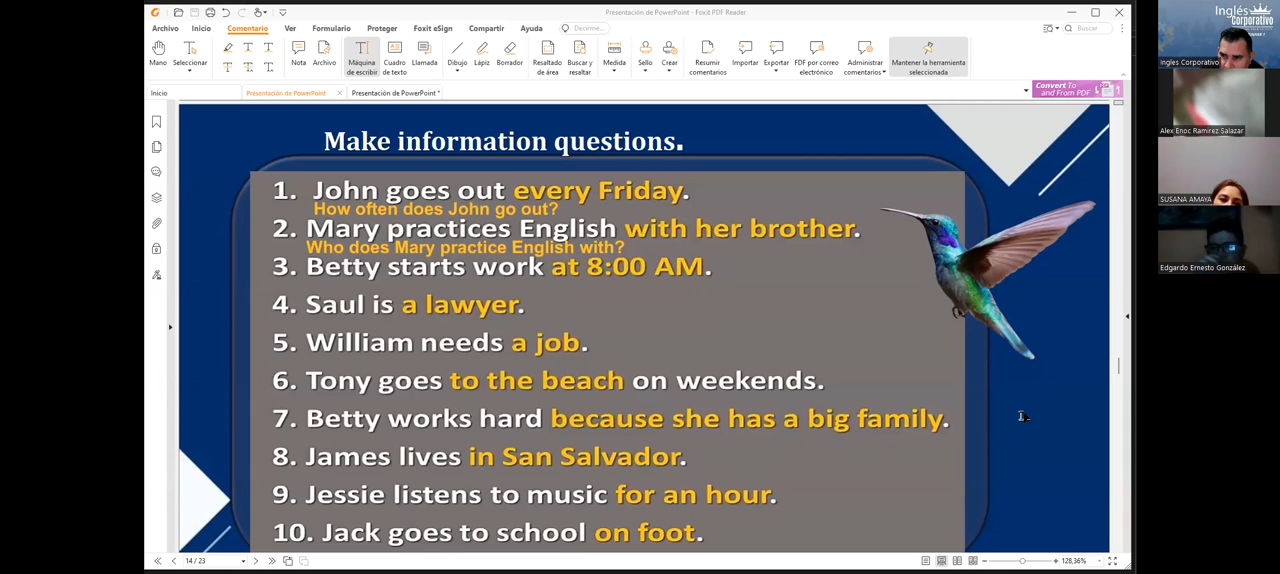 Presentación de PowerPoint - Foxit PDF Reader
Archivo Inicio Comentario Ver Formulario Proteger Foxit eSign Compartir Ayuda Decirme... Buscar
Mano Seleccionar Nota Archivo Máquina de escribir Cuadro de texto Llamada Dibujo Lápiz Borrador Resaltado de área Buscar y resaltar Medida Sello Crear Resumir comentarios Importar Exportar PDF por correo electrónico Administrar comentarios Mantener la herramienta seleccionada
Inicio Presentación de PowerPoint Presentación de PowerPoint * Convert To and From PDF
Make information questions.
1. John goes out every Friday.
How often does John go out?
2. Mary practices English with her brother.
Who does Mary practice English with?
3. Betty starts work at 8:00 AM.
4. Saul is a lawyer.
5. William needs a job.
6. Tony goes to the beach on weekends.
7. Betty works hard because she has a big family.
8. James lives in San Salvador.
9. Jessie listens to music for an hour.
10. Jack goes to school on foot.
14 / 23
128,36%
Inglés
Corporativo
Ingles Corporativo
Alex Enoc Ramirez Salazar
SUSANA AMAYA
Edgardo Ernesto González